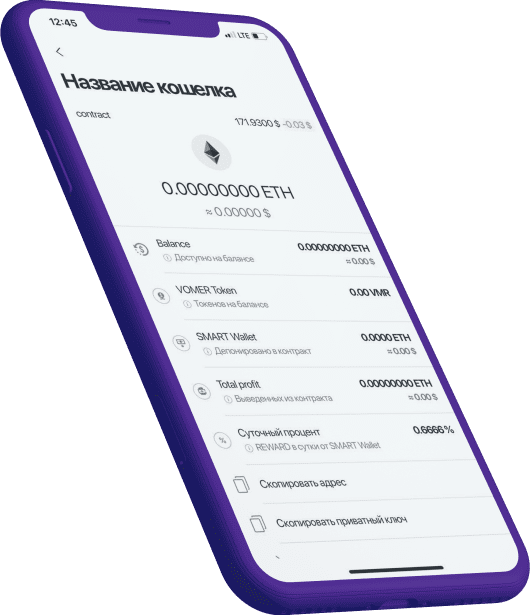 12:45 LTE
Название кошелка
contract 171.9300 $ -0.03 $
0.00000000 ETH
≈ 0.00000 $
Balance 0.00000000 ETH
Доступно на балансе ≈ 0.00 $
VOMER Token 0.00 VMR
Токенов на балансе
SMART Wallet 0.0000 ETH
Депонировано в контракт ≈ 0.00 $
Total profit 0.00000000 ETH
Выведенных из контракта ≈ 0.00 $
Суточный процент 0.6666 %
REWARD в сутки от SMART Wallet
Скопировать адрес
Скопировать приватный ключ